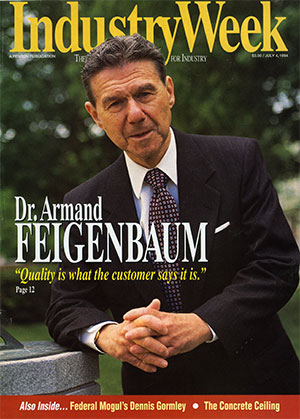 IndustryWeek
A PENTON PUBLICATION
THE
FOR INDUSTRY
$3.00 / JULY 4, 1994
Dr. Armand
FEIGENBAUM
“Quality is what the customer says it is.”
Page 12
Also Inside... Federal Mogul's Dennis Gormley • The Concrete Ceiling